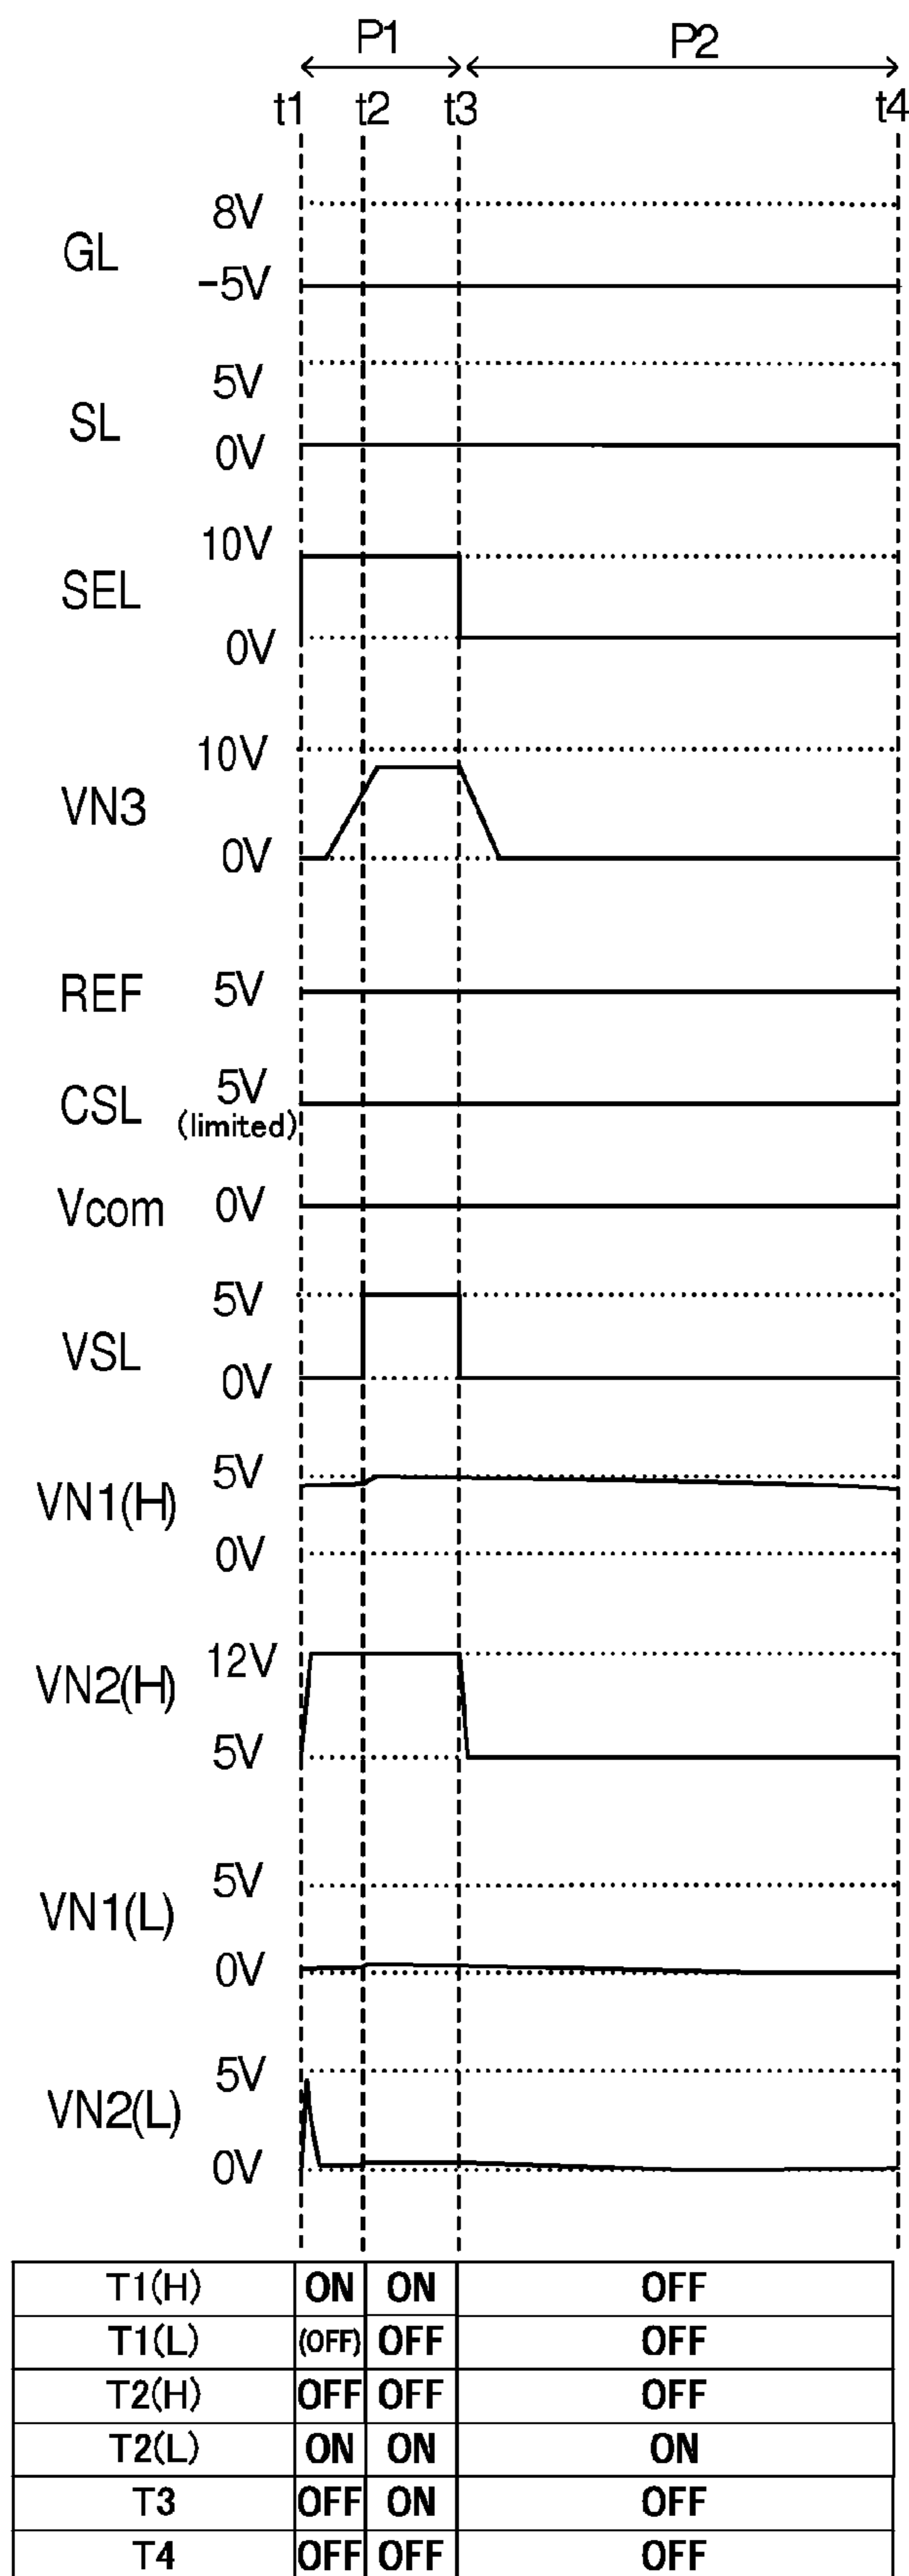 P1 P2
t1 t2 t3 t4
8V
GL
-5V
5V
SL
0V
10V
SEL
0V
10V
VN3
0V
REF 5V
CSL 5V
(limited)
Vcom 0V
5V
VSL
0V
5V
VN1(H)
0V
12V
VN2(H)
5V
5V
VN1(L)
0V
5V
VN2(L)
0V
T1(H) ON ON OFF
T1(L) (OFF) OFF OFF
T2(H) OFF OFF OFF
T2(L) ON ON ON
T3 OFF ON OFF
T4 OFF OFF OFF